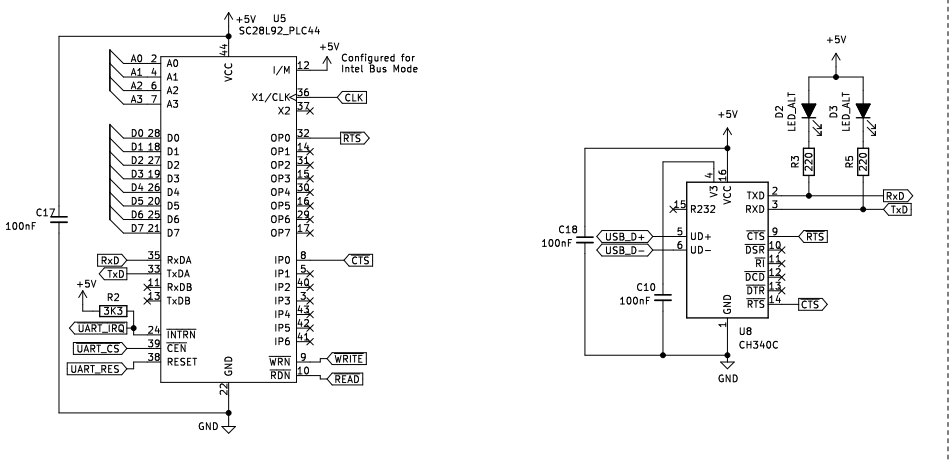 +5V
U5
SC28L92_PLC44
+5V
Configured for
Intel Bus Mode
44
VCC
A0 2 A0
A1 4 A1
A2 6 A2
A3 7 A3
I/M 12
X1/CLK 36 CLK
X2 37
D0 28 D0
D1 18 D1
D2 27 D2
D3 19 D3
D4 26 D4
D5 20 D5
D6 25 D6
D7 21 D7
OP0 32 RTS
OP1 14
OP2 31
OP3 15
OP4 30
OP5 16
OP6 29
OP7 17
C17
100nF
RxD 35 RxDA
TxD 33 TxDA
11 RxDB
13 TxDB
IP0 8 CTS
IP1 5
IP2 40
IP3 3
IP4 43
IP5 42
IP6 41
+5V
R2
3K3
UART_IRQ 24 INTRN
UART_CS 39 CEN
UART_RES 38 RESET
WRN 9 WRITE
RDN 10 READ
GND
22
GND
+5V
+5V
D2
LED_ALT
D3
LED_ALT
R3
220
R5
220
4
V3
16
VCC
15 R232
TXD 2 RxD
RXD 3 TxD
C18
100nF
USB_D+ 5 UD+
USB_D- 6 UD-
CTS 9 RTS
DSR 10
RI 11
DCD 12
DTR 13
RTS 14 CTS
C10
100nF
GND
1
U8
CH340C
GND